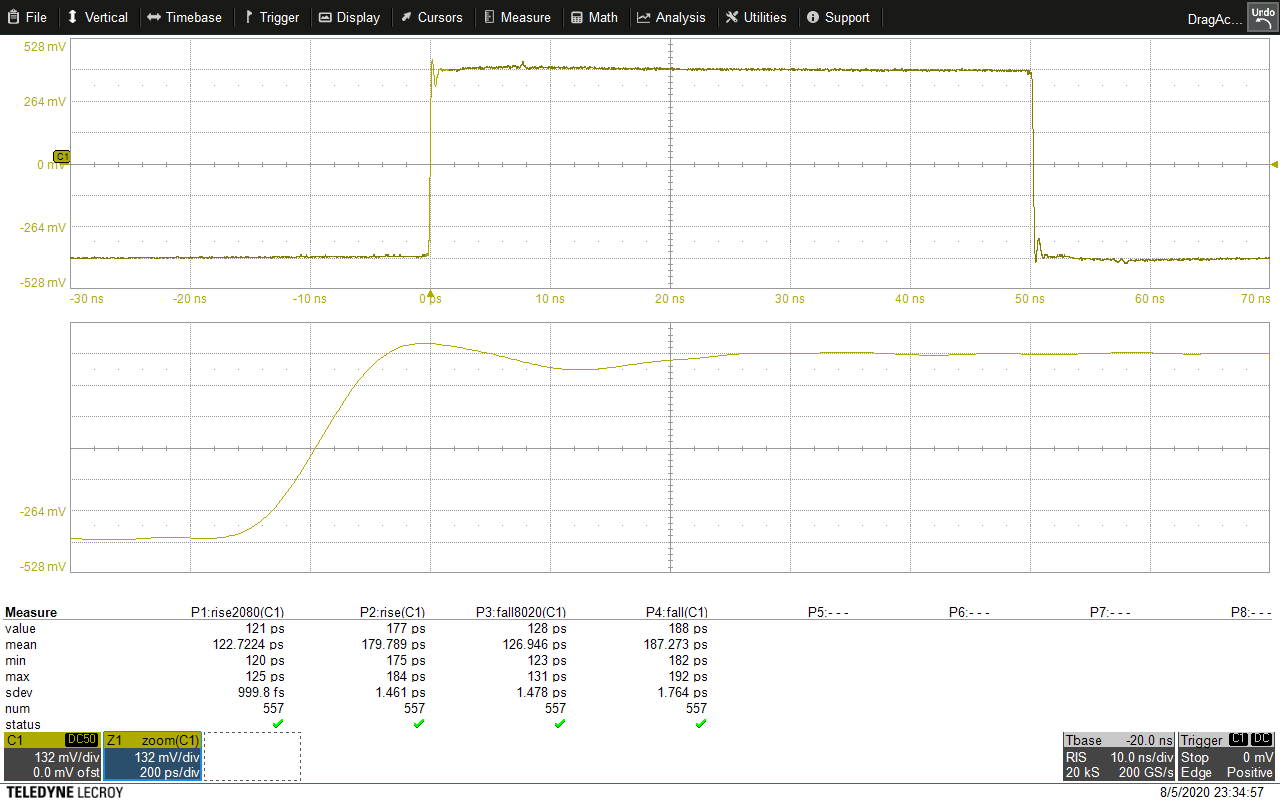 File Vertical Timebase Trigger Display Cursors Measure Math Analysis Utilities Support DragAc... Undo
528 mV
264 mV
C1
0 mV
-264 mV
-528 mV
-30 ns -20 ns -10 ns 0 ps 10 ns 20 ns 30 ns 40 ns 50 ns 60 ns 70 ns
-264 mV
-528 mV
Measure P1:rise2080(C1) P2:rise(C1) P3:fall8020(C1) P4:fall(C1) P5:- - - P6:- - - P7:- - - P8:- - -
value 121 ps 177 ps 128 ps 188 ps
mean 122.7224 ps 179.789 ps 126.946 ps 187.273 ps
min 120 ps 175 ps 123 ps 182 ps
max 125 ps 184 ps 131 ps 192 ps
sdev 999.8 fs 1.461 ps 1.478 ps 1.764 ps
num 557 557 557 557
status
C1 DC50
132 mV/div
0.0 mV ofst
Z1 zoom(C1)
132 mV/div
200 ps/div
Tbase -20.0 ns
RIS 10.0 ns/div
20 kS 200 GS/s
Trigger C1 DC
Stop 0 mV
Edge Positive
TELEDYNE LECROY 8/5/2020 23:34:57